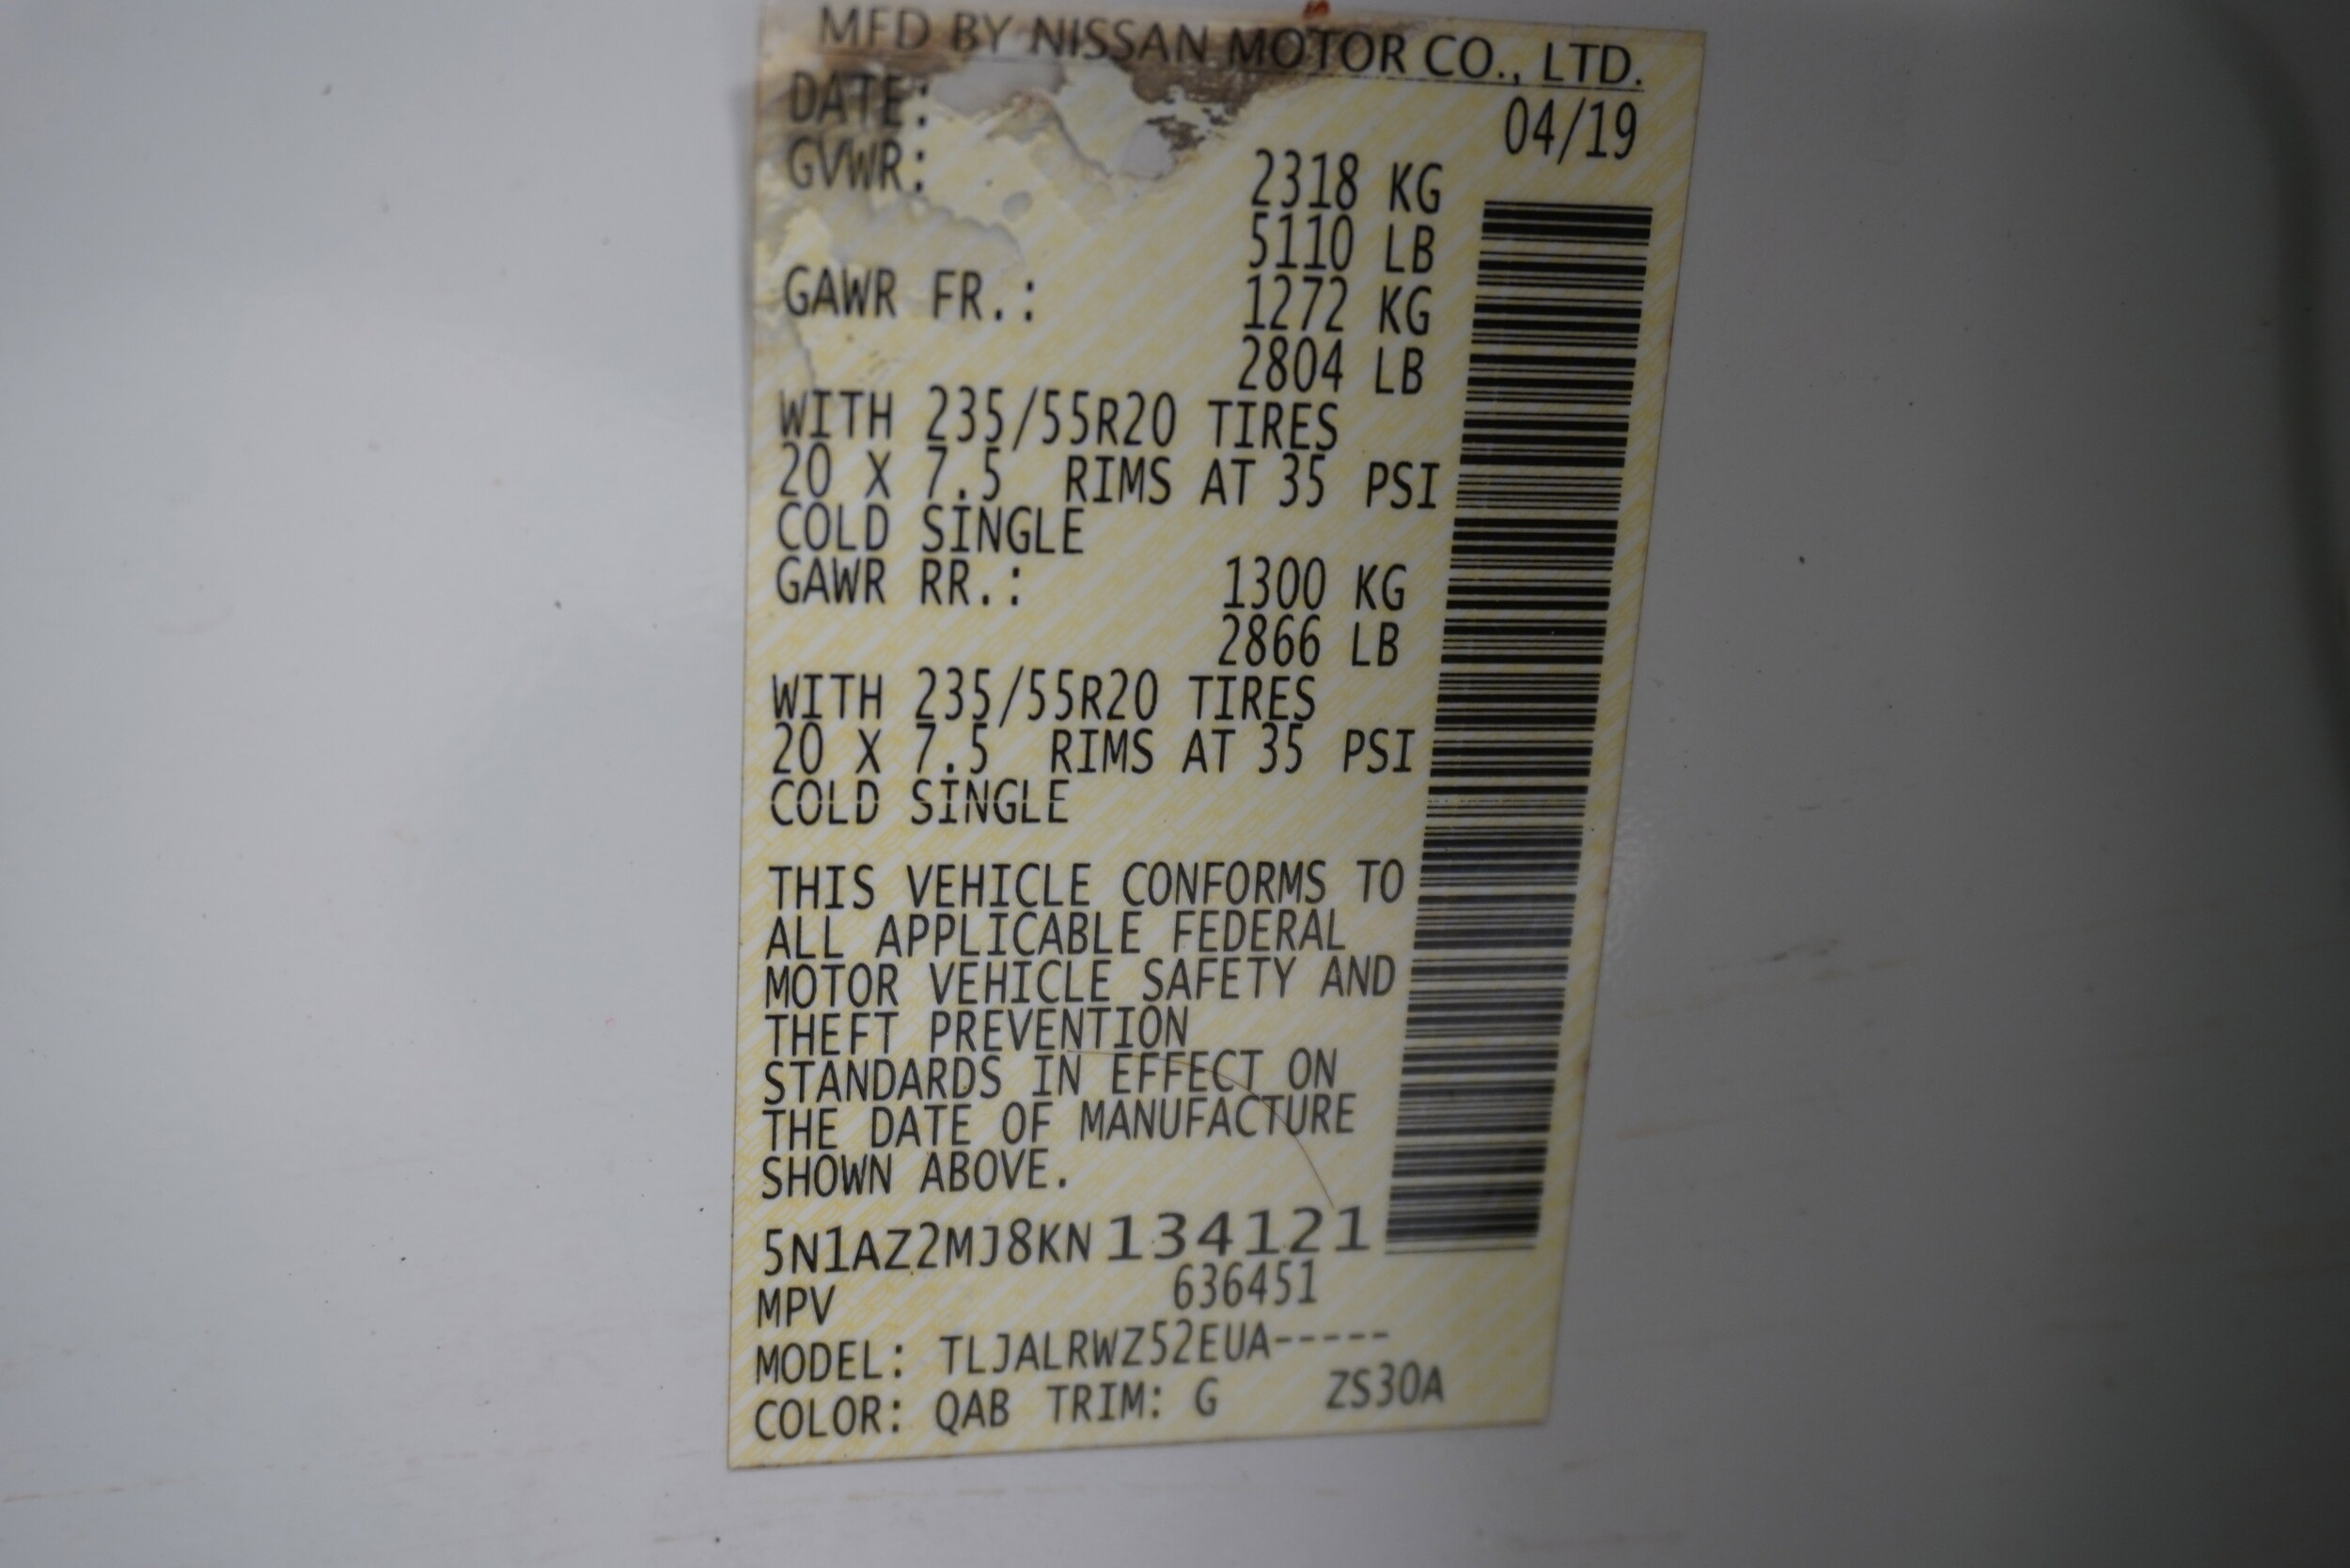 MFD BY NISSAN MOTOR CO., LTD.
DATE: 04/19
GVWR: 2318 KG
5110 LB
GAWR FR.: 1272 KG
2804 LB
WITH 235/55R20 TIRES
20 X 7.5 RIMS AT 35 PSI
COLD SINGLE
GAWR RR.: 1300 KG
2866 LB
WITH 235/55R20 TIRES
20 X 7.5 RIMS AT 35 PSI
COLD SINGLE
THIS VEHICLE CONFORMS TO
ALL APPLICABLE FEDERAL
MOTOR VEHICLE SAFETY AND
THEFT PREVENTION
STANDARDS IN EFFECT ON
THE DATE OF MANUFACTURE
SHOWN ABOVE.
5N1AZ2MJ8KN134121
MPV 636451
MODEL: TLJALRWZ52EUA-----
COLOR: QAB TRIM: G ZS30A